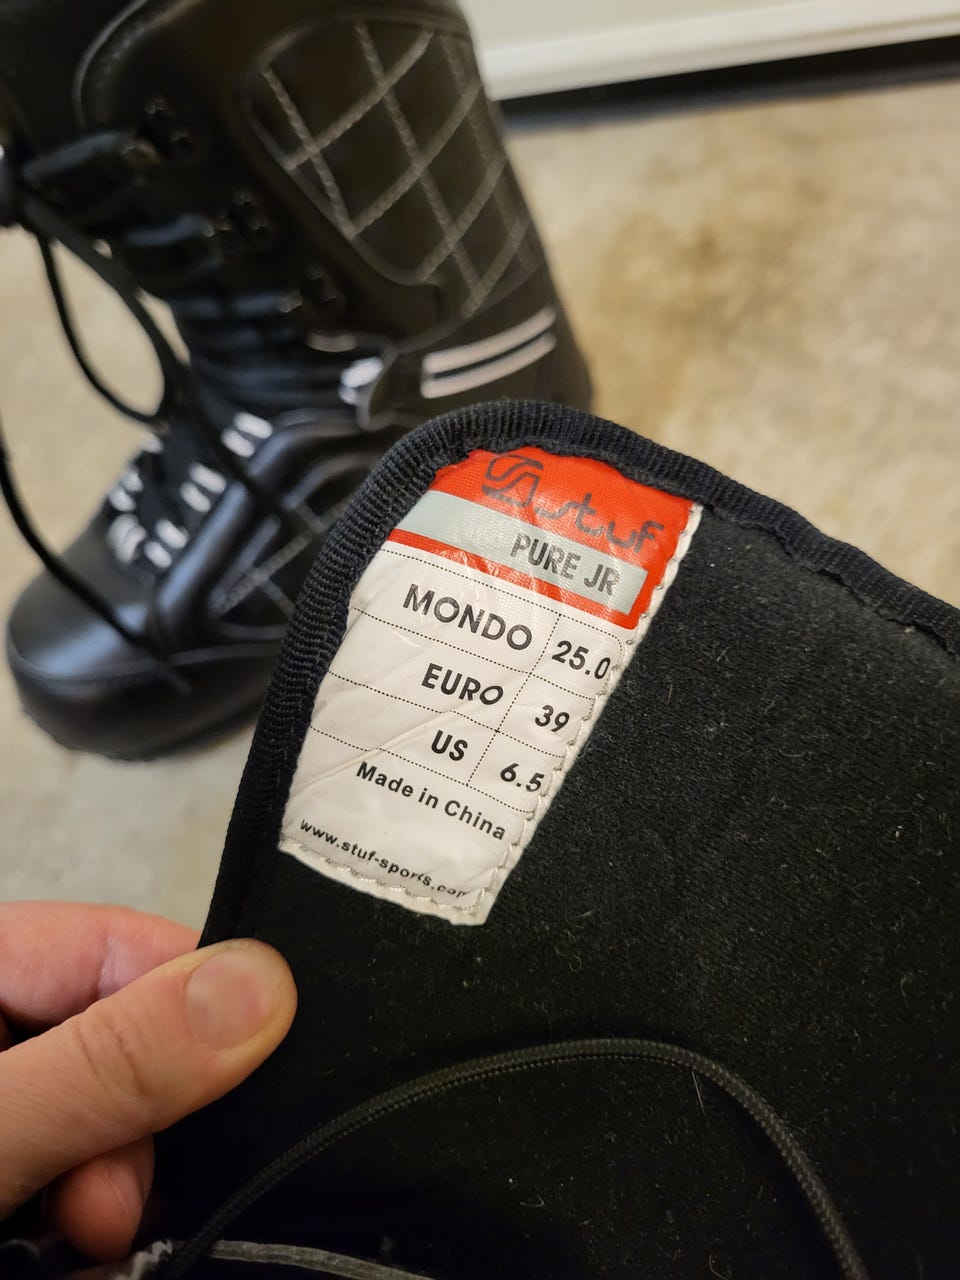 stuf
PURE JR
MONDO 25.0
EURO 39
US 6.5
Made in China
www.stuf-sports.com